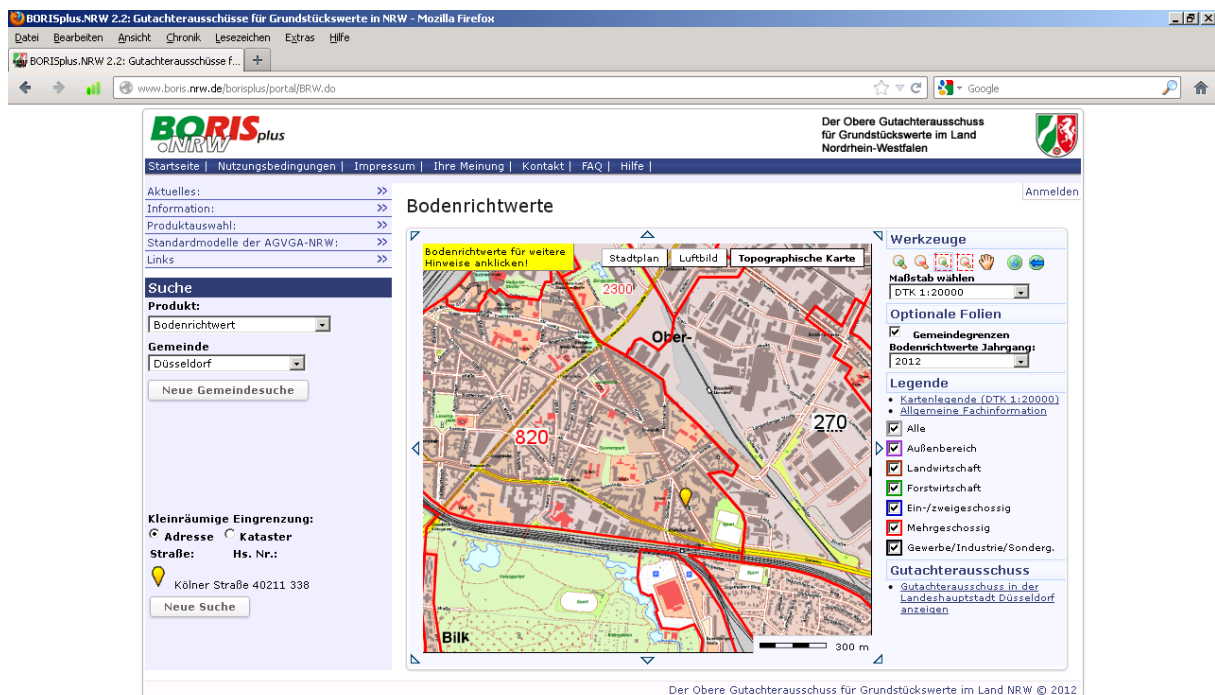 BORISplus.NRW 2.2: Gutachterausschüsse für Grundstückswerte in NRW - Mozilla Firefox
Datei Bearbeiten Ansicht Chronik Lesezeichen Extras Hilfe
BORISplus.NRW 2.2: Gutachterausschüsse f... +
www.boris.nrw.de/borisplus/portal/BRW.do
Google
BORISplus
.NRW
Der Obere Gutachterausschuss
für Grundstückswerte im Land
Nordrhein-Westfalen
Startseite | Nutzungsbedingungen | Impressum | Ihre Meinung | Kontakt | FAQ | Hilfe |
Anmelden
Aktuelles: >>
Information: >>
Produktauswahl: >>
Standardmodelle der AGVGA-NRW: >>
Links >>
Suche
Produkt:
Bodenrichtwert
Gemeinde
Düsseldorf
Neue Gemeindesuche
Kleinräumige Eingrenzung:
Adresse Kataster
Straße: Hs. Nr.:
Kölner Straße 40211 338
Neue Suche
Bodenrichtwerte
Bodenrichtwerte für weitere
Hinweise anklicken!
Stadtplan Luftbild Topographische Karte
2300
Ober-
270
820
Bilk
300 m
Werkzeuge
Maßstab wählen
DTK 1:20000
Optionale Folien
Gemeindegrenzen
Bodenrichtwerte Jahrgang:
2012
Legende
Kartenlegende (DTK 1:20000)
Allgemeine Fachinformation
Alle
Außenbereich
Landwirtschaft
Forstwirtschaft
Ein-/zweigeschossig
Mehrgeschossig
Gewerbe/Industrie/Sonderg.
Gutachterausschuss
Gutachterausschuss in der
Landeshauptstadt Düsseldorf
anzeigen
Der Obere Gutachterausschuss für Grundstückswerte im Land NRW © 2012